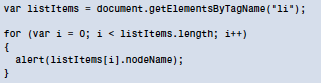 var listItems = document.getElementsByTagName("li");
for (var i = 0; i < listItems.length; i++)
{
alert(listItems[i].nodeName);
}